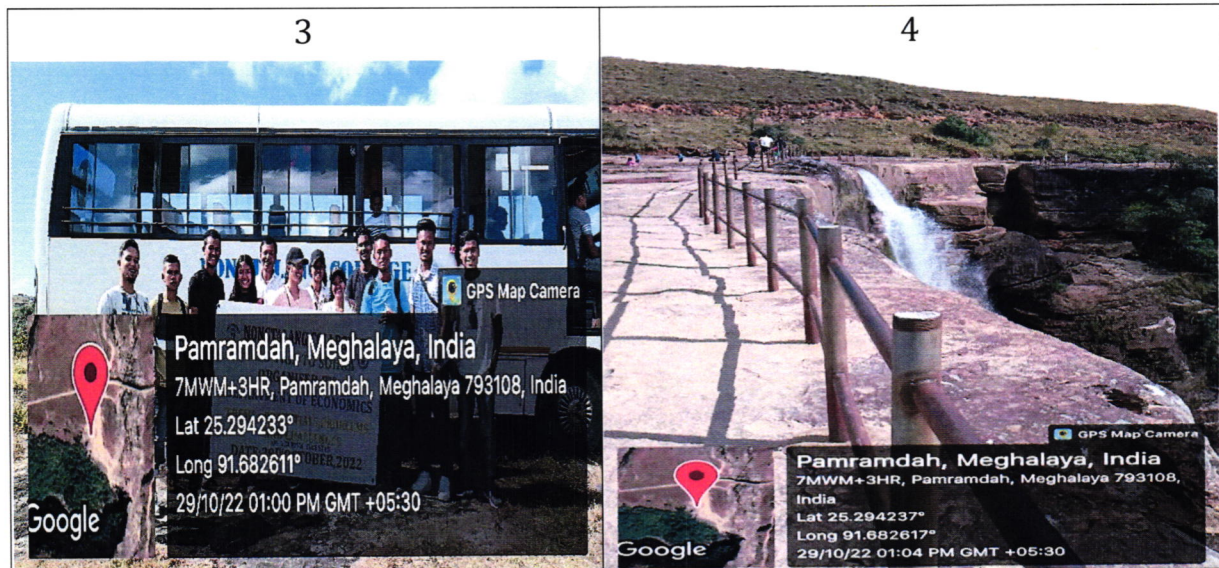 3
GPS Map Camera
Pamramdah, Meghalaya, India
7MWM+3HR, Pamramdah, Meghalaya 793108, India
Lat 25.294233°
Long 91.682611°
29/10/22 01:00 PM GMT +05:30
Google
4
GPS Map Camera
Pamramdah, Meghalaya, India
7MWM+3HR, Pamramdah, Meghalaya 793108,
India
Lat 25.294237°
Long 91.682617°
29/10/22 01:04 PM GMT +05:30
Google